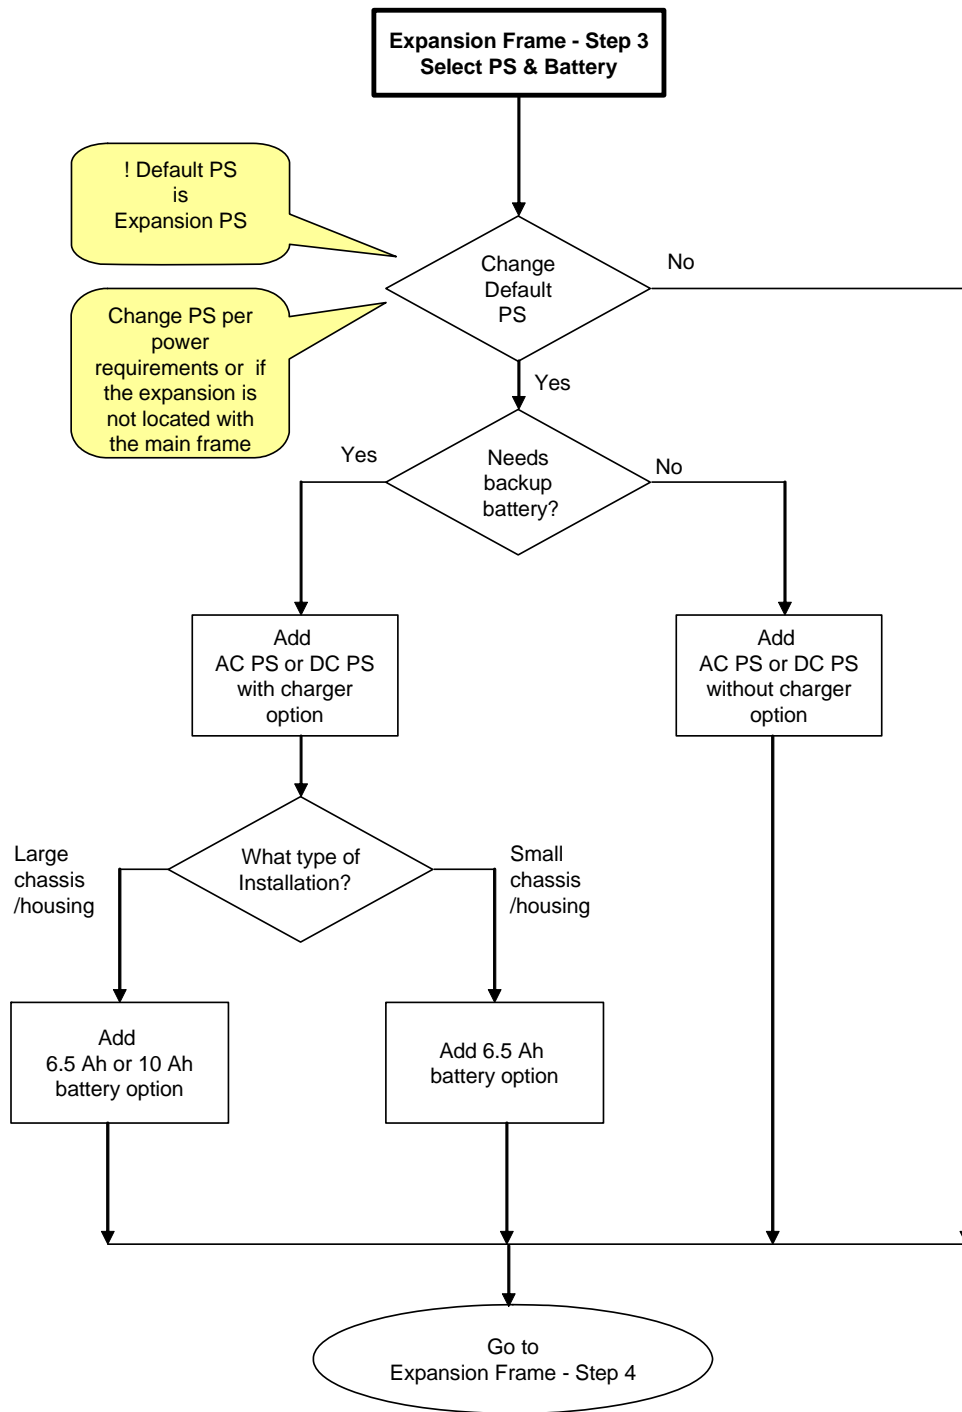 Expansion Frame - Step 3
Select PS & Battery
! Default PS
is
Expansion PS
Change
Default
PS
No
Change PS per
power
requirements or  if
the expansion is
not located with
the main frame
Yes
Yes
Needs
backup
battery?
No
Add
AC PS or DC PS
with charger
option
Add
AC PS or DC PS
without charger
option
Large
chassis
/housing
What type of
Installation?
Small
chassis
/housing
Add
6.5 Ah or 10 Ah
battery option
Add 6.5 Ah
battery option
Go to
Expansion Frame - Step 4